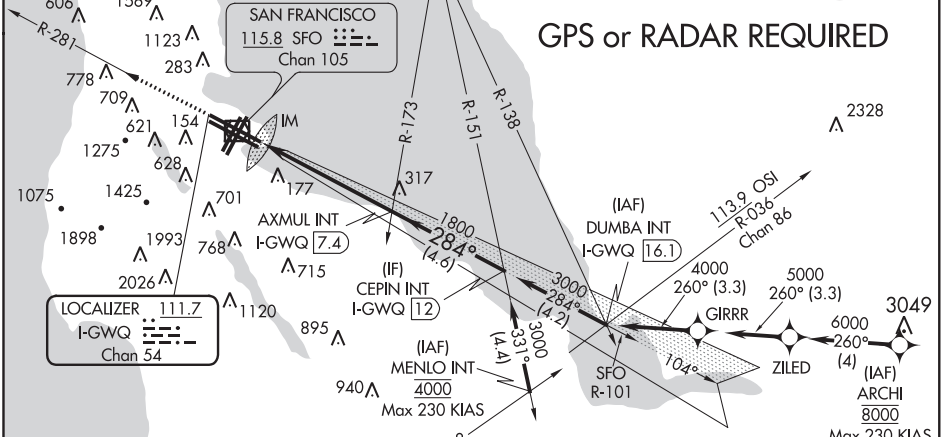 606
1589
R-281
1123
283
778
709
621
154
1275
628
1075
1425
1898
701
1993
768
2026
715
1120
895
940
SAN FRANCISCO
115.8 SFO
Chan 105
GPS or RADAR REQUIRED
IM
177
317
R-173
R-151
R-138
2328
113.9 OSI
R-036
Chan 86
AXMUL INT
I-GWQ 7.4
1800
284°
(4.6)
(IF)
CEPIN INT
I-GWQ 12
3000
284°
(4.2)
(IAF)
DUMBA INT
I-GWQ 16.1
4000
260° (3.3)
GIRRR
5000
260° (3.3)
ZILED
6000
260°
(4)
3049
(IAF)
ARCHI
8000
Max 230 KIAS
LOCALIZER 111.7
I-GWQ
Chan 54
3000
331°
(4.4)
(IAF)
MENLO INT
4000
Max 230 KIAS
SFO
R-101
104°